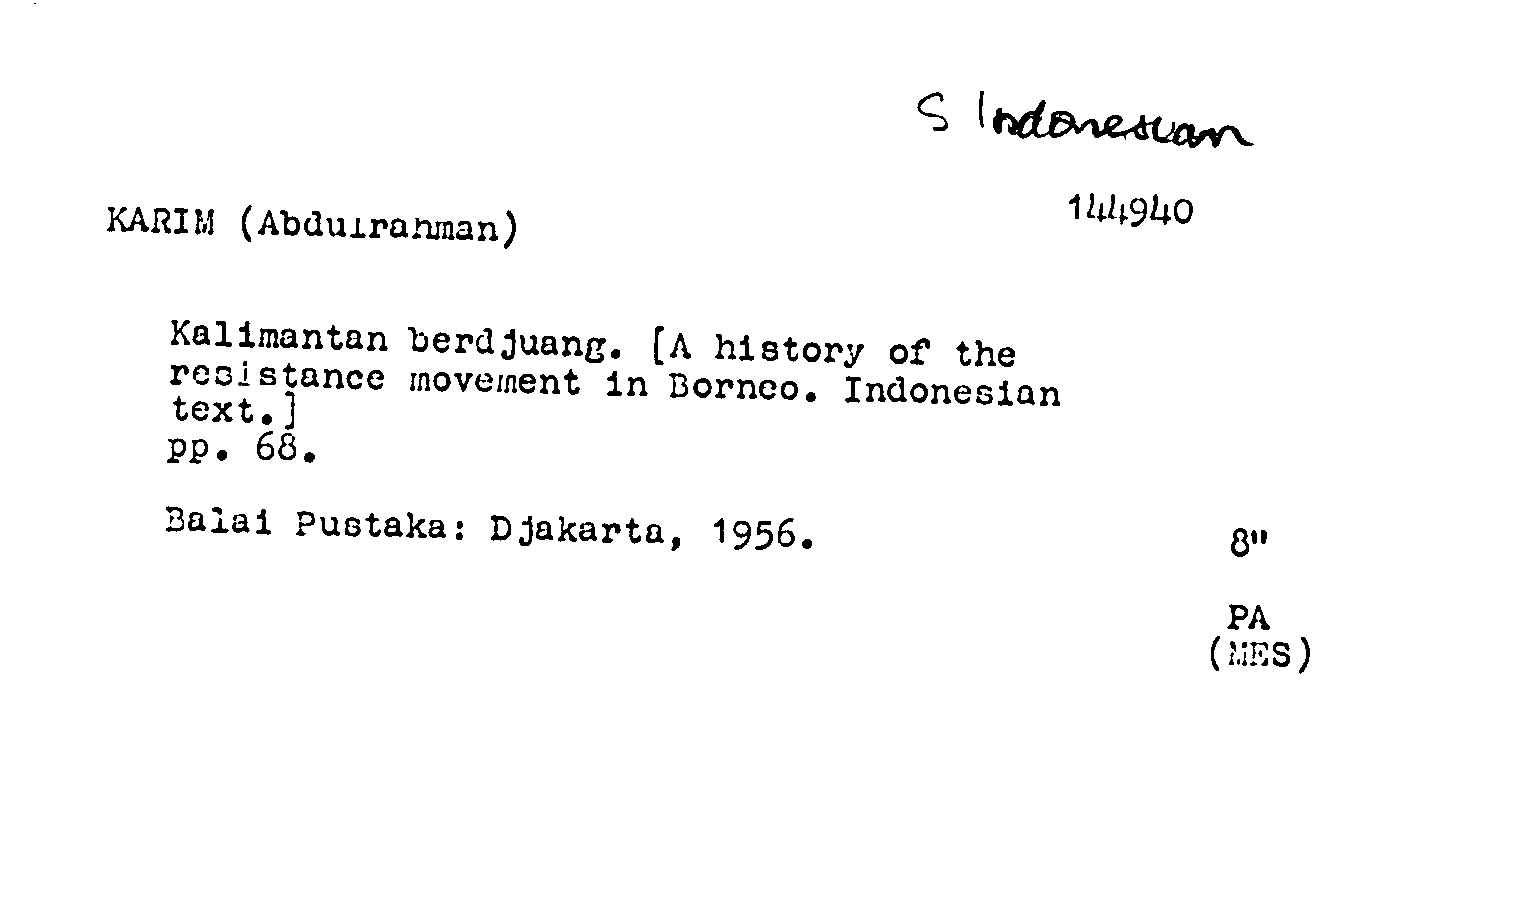 S Indonesian
144940
KARIM (Abdulrahman)
Kalimantan berdjuang. [A history of the
resistance movement in Borneo. Indonesian
text.]
pp. 68.
Balai Pustaka: Djakarta, 1956.
8"
PA
(MES)